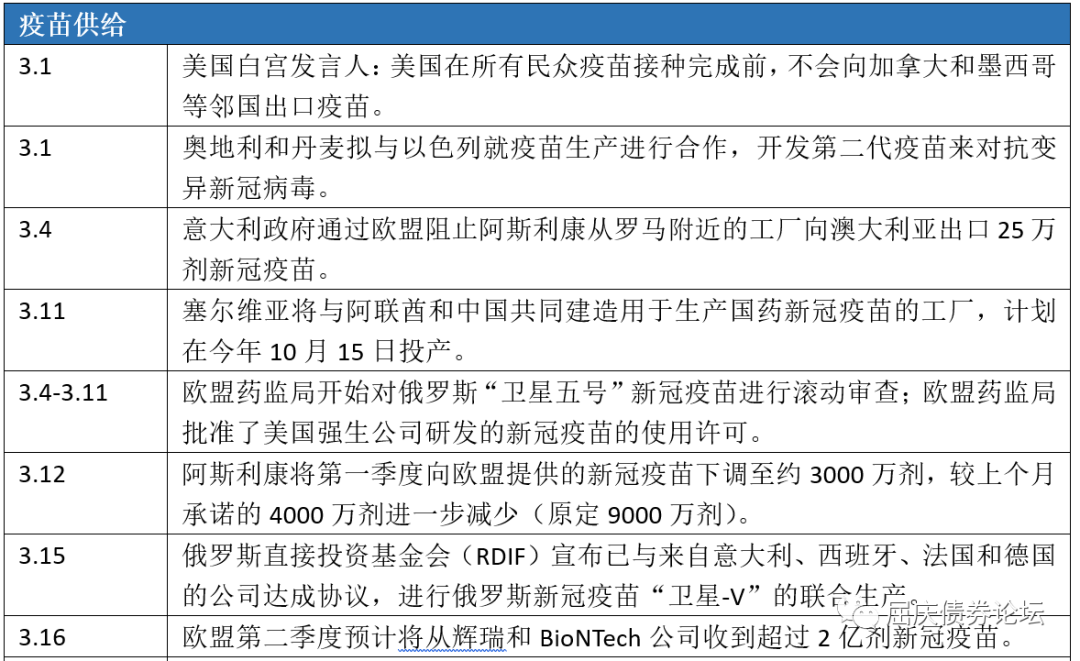 疫苗供给
3.1
美国白宫发言人：美国在所有民众疫苗接种完成前，不会向加拿大和墨西哥
等邻国出口疫苗。
3.1
奥地利和丹麦拟与以色列就疫苗生产进行合作，开发第二代疫苗来对抗变
异新冠病毒。
3.4
意大利政府通过欧盟阻止阿斯利康从罗马附近的工厂向澳大利亚出口 25 万
剂新冠疫苗。
3.11
塞尔维亚将与阿联酋和中国共同建造用于生产国药新冠疫苗的工厂，计划
在今年 10 月 15 日投产。
3.4-3.11
欧盟药监局开始对俄罗斯“卫星五号”新冠疫苗进行滚动审查；欧盟药监局
批准了美国强生公司研发的新冠疫苗的使用许可。
3.12
阿斯利康将第一季度向欧盟提供的新冠疫苗下调至约 3000 万剂，较上个月
承诺的 4000 万剂进一步减少（原定 9000 万剂）。
3.15
俄罗斯直接投资基金会（RDIF）宣布已与来自意大利、西班牙、法国和德国
的公司达成协议，进行俄罗斯新冠疫苗“卫星-V”的联合生产。
3.16
欧盟第二季度预计将从辉瑞和 BioNTech 公司收到超过 2 亿剂新冠疫苗。
屈庆债券论坛